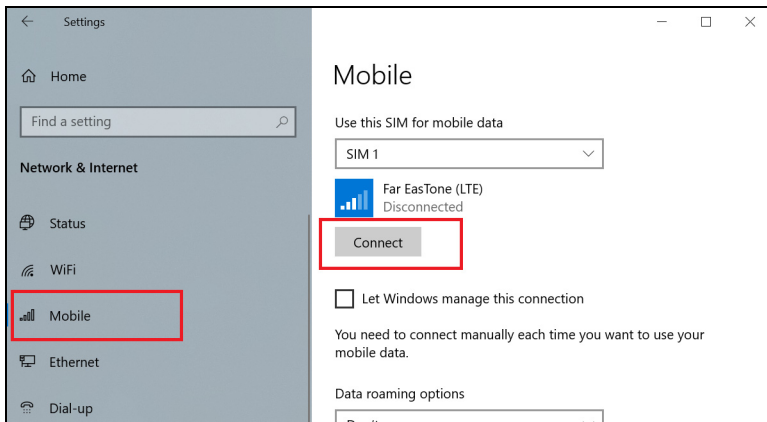 Settings
Home
Find a setting
Network & Internet
Status
WiFi
Mobile
Ethernet
Dial-up
Mobile
Use this SIM for mobile data
SIM 1
Far EasTone (LTE)
Disconnected
Connect
Let Windows manage this connection
You need to connect manually each time you want to use your
mobile data.
Data roaming options